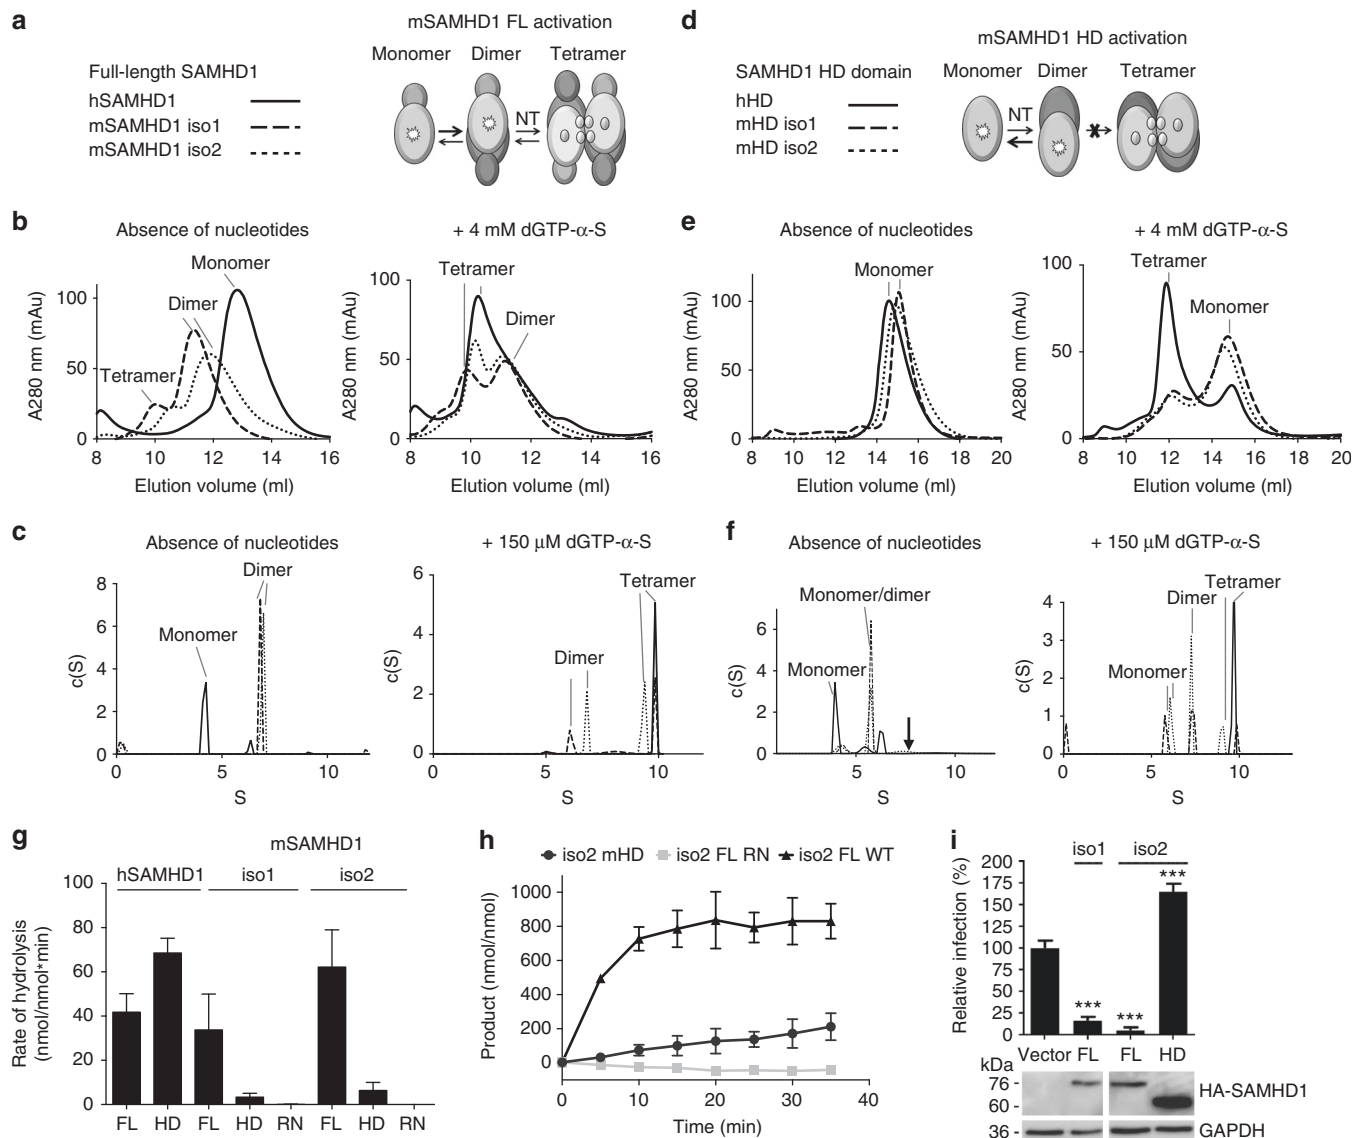 a
mSAMHD1 FL activation
Monomer Dimer Tetramer
Full-length SAMHD1
hSAMHD1
mSAMHD1 iso1
mSAMHD1 iso2
NT
d
mSAMHD1 HD activation
Monomer Dimer Tetramer
SAMHD1 HD domain
hHD
mHD iso1
mHD iso2
NT
b
Absence of nucleotides
Monomer
Dimer
Tetramer
A280 nm (mAu)
100
50
0
8 10 12 14 16
Elution volume (ml)
+ 4 mM dGTP-α-S
Tetramer
Dimer
A280 nm (mAu)
100
50
0
8 10 12 14 16
Elution volume (ml)
e
Absence of nucleotides
Monomer
A280 nm (mAu)
100
50
0
8 10 12 14 16 18 20
Elution volume (ml)
+ 4 mM dGTP-α-S
Tetramer
Monomer
A280 nm (mAu)
100
50
0
8 10 12 14 16 18 20
Elution volume (ml)
c
Absence of nucleotides
Dimer
Monomer
c(S)
8
6
4
2
0
0 5 10
S
+ 150 µM dGTP-α-S
Tetramer
Dimer
c(S)
6
4
2
0
0 5 10
S
f
Absence of nucleotides
Monomer/dimer
Monomer
c(S)
6
4
2
0
5 10
S
+ 150 µM dGTP-α-S
Tetramer
Dimer
Monomer
c(S)
4
3
2
1
0
0 5 10
S
g
mSAMHD1
hSAMHD1 iso1 iso2
Rate of hydrolysis
(nmol/nmol*min)
100
80
60
40
20
0
FL HD FL HD RN FL HD RN
h
iso2 mHD iso2 FL RN iso2 FL WT
Product (nmol/nmol)
1000
800
600
400
200
0
0 10 20 30 40
Time (min)
i
iso1 iso2
Relative infection (%)
200
175
150
125
100
75
50
25
0
*** *** ***
Vector FL FL HD
kDa
76
60
36
HA-SAMHD1
GAPDH